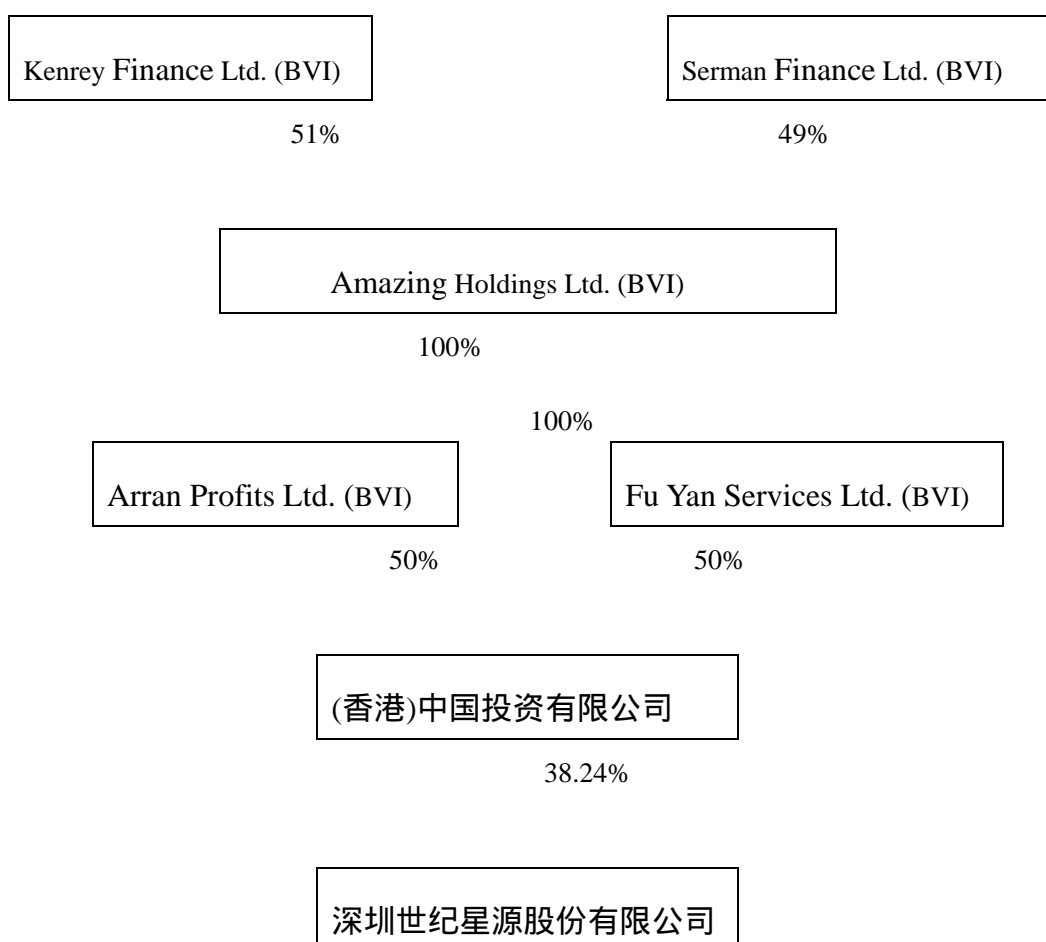 Kenrey Finance Ltd. (BVI)
Serman Finance Ltd. (BVI)
51%
49%
Amazing Holdings Ltd. (BVI)
100%
100%
Arran Profits Ltd. (BVI)
Fu Yan Services Ltd. (BVI)
50%
50%
(香港)中国投资有限公司
38.24%
深圳世纪星源股份有限公司